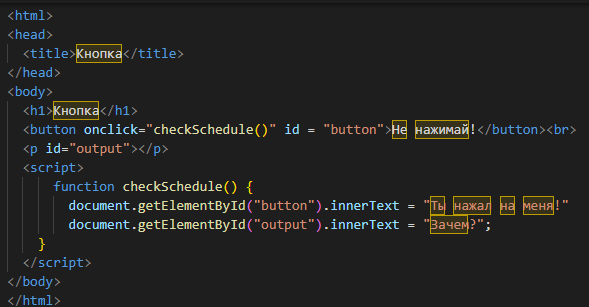 <html>
<head>
<title>Кнопка</title>
</head>
<body>
<h1>Кнопка</h1>
<button onclick="checkSchedule()" id = "button">Не нажимай!</button><br>
<p id="output"></p>
<script>
function checkSchedule() {
document.getElementById("button").innerText = "Ты нажал на меня!"
document.getElementById("output").innerText = "Зачем?";
}
</script>
</body>
</html>